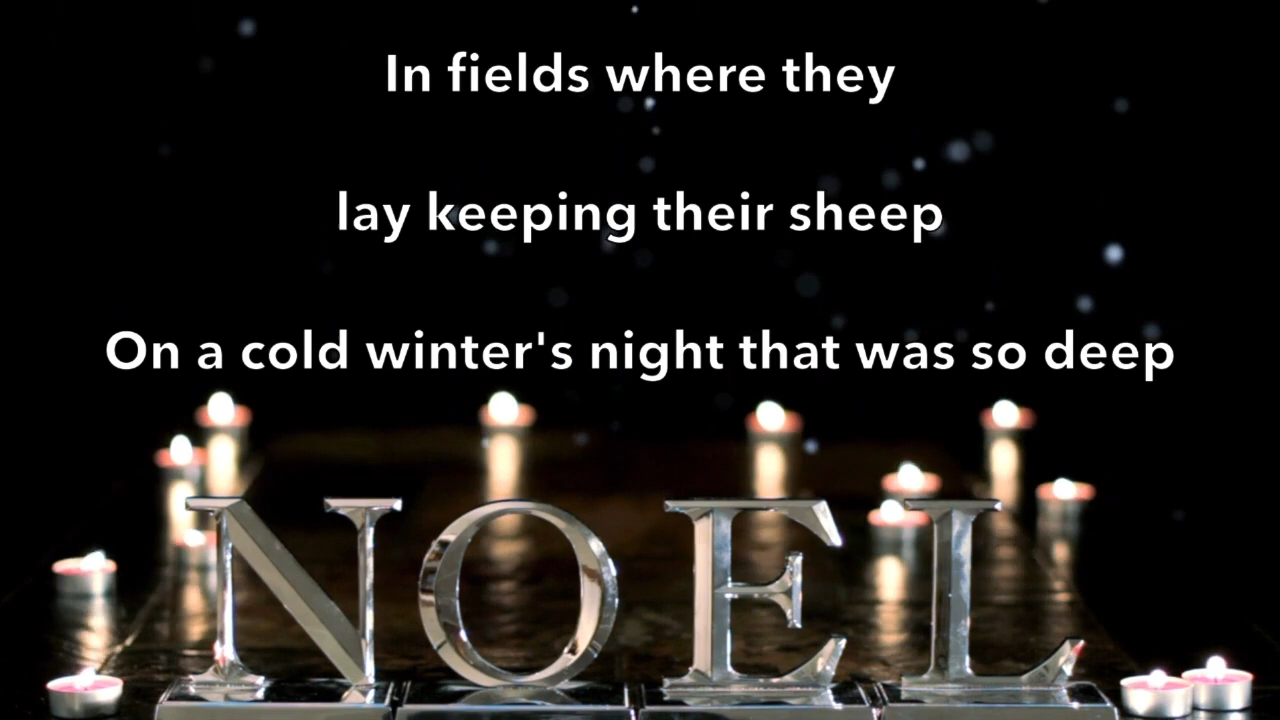 In fields where they
lay keeping their sheep
On a cold winter's night that was so deep
NOEL